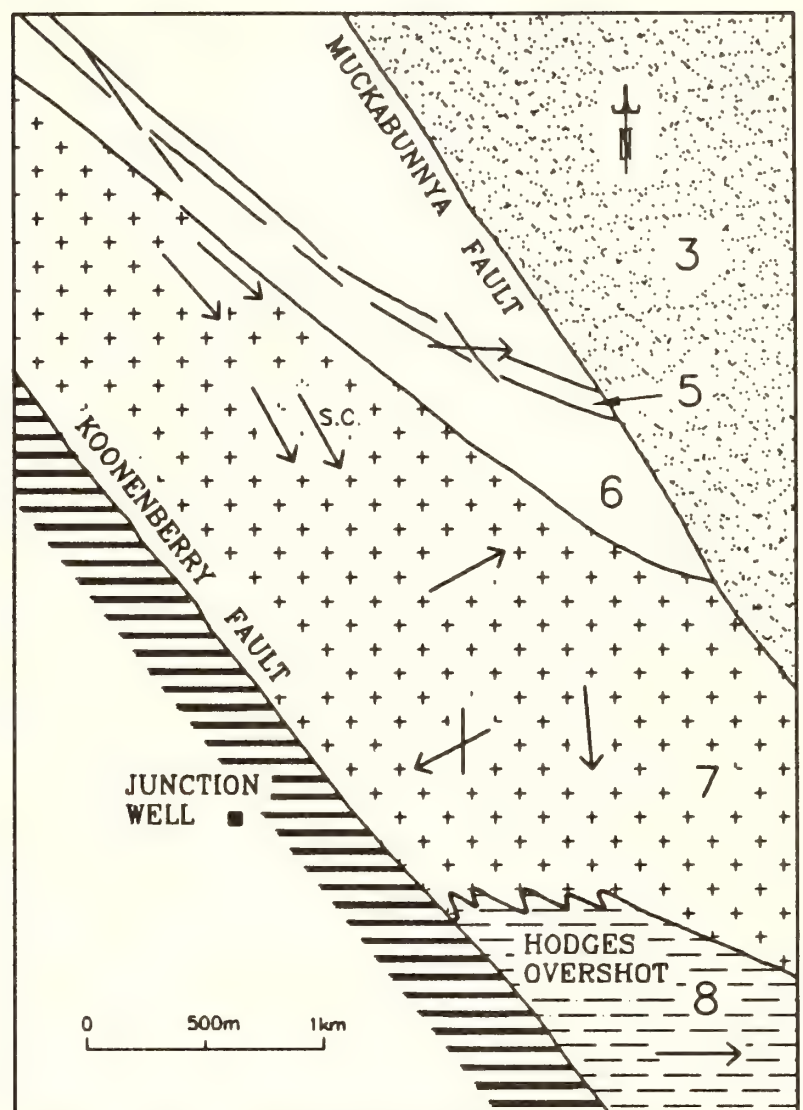 MUCKABUNNYA FAULT
N
3
5
S.C.
6
KOONENBERRY FAULT
7
JUNCTION
WELL
HODGES
OVERSHOT
8
0 500m 1km